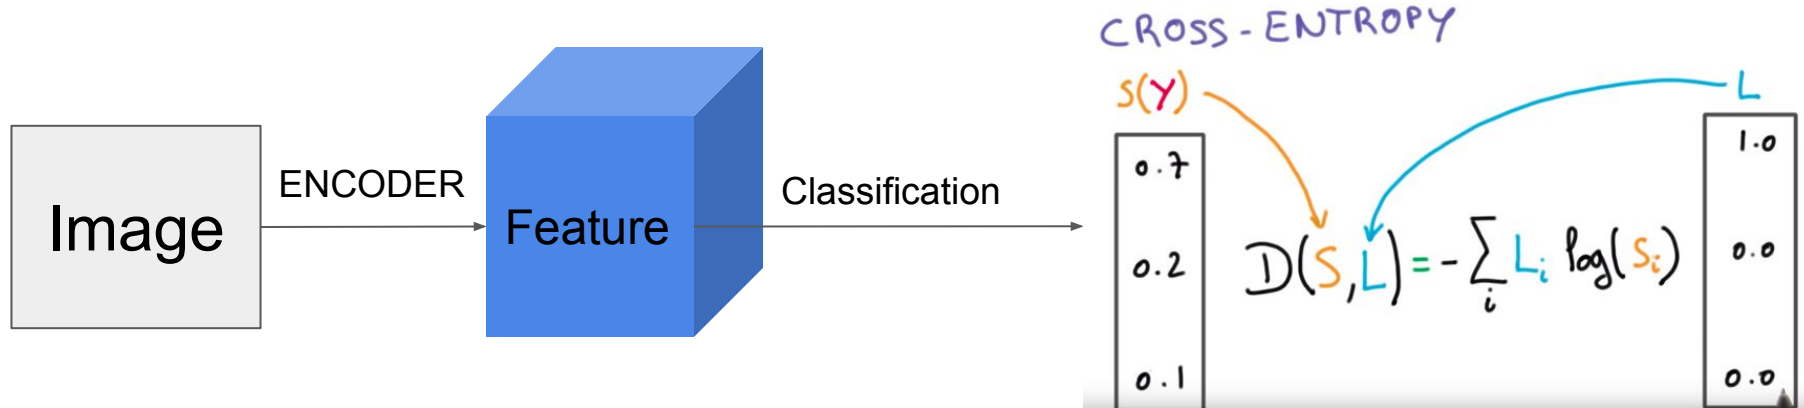 Image
ENCODER
Feature
Classification
CROSS-ENTROPY
S(Y)
L
0.7
0.2
0.1
D(S,L)=-∑i Li log(Si)
1.0
0.0
0.0